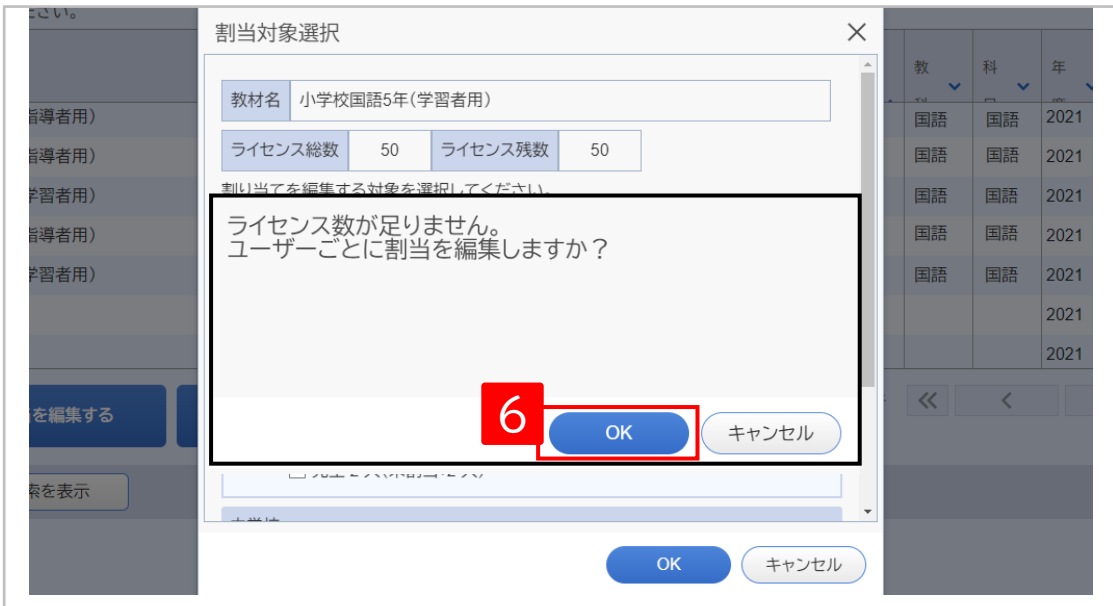 ださい。
割当対象選択
教 科 年
教材名 小学校国語5年(学習者用)
指導者用) 国語 国語 2021
ライセンス総数 50 ライセンス残数 50
指導者用) 国語 国語 2021
割り当てを編集する対象を選択してください。
学習者用) 国語 国語 2021
ライセンス数が足りません。
指導者用) 国語 国語 2021
ユーザーごとに割当を編集しますか？
学習者用) 国語 国語 2021
2021
2021
を編集する
6
OK キャンセル
索を表示
OK キャンセル